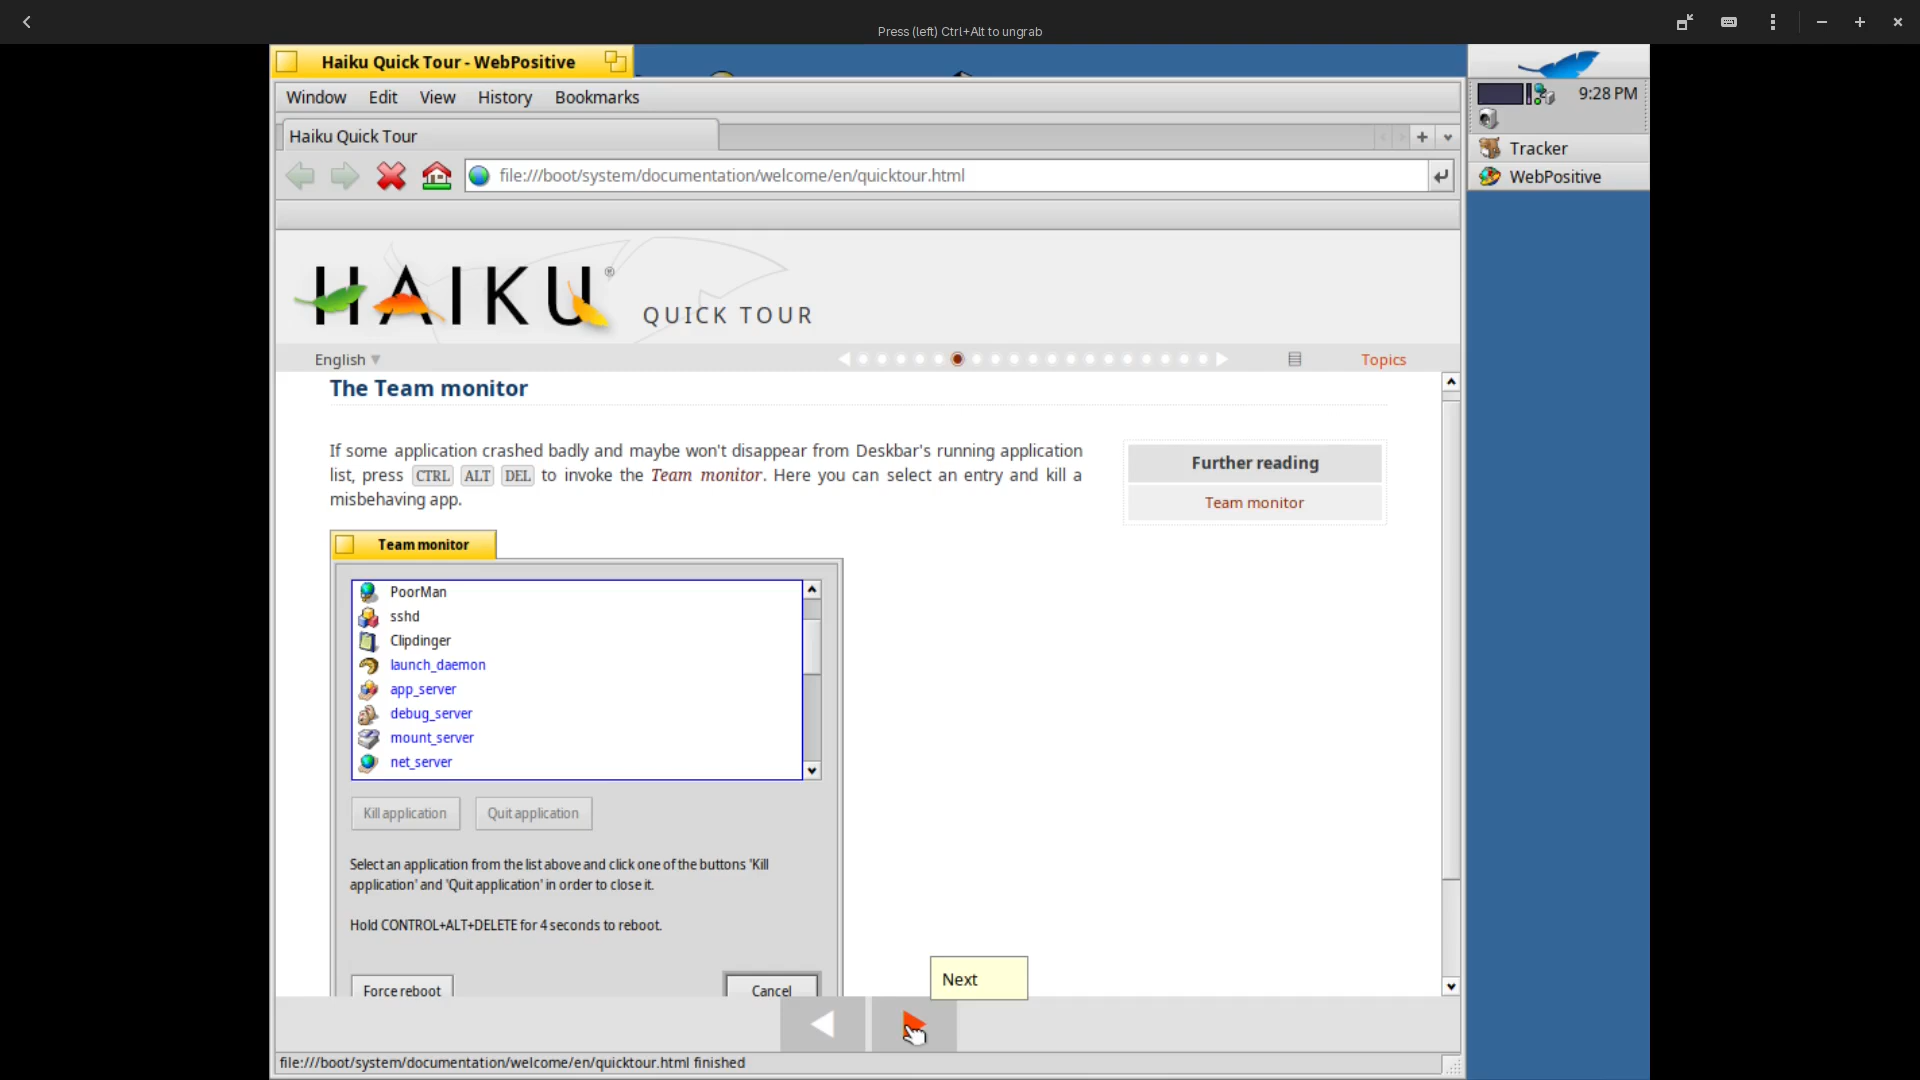 Press (left) Ctrl+Alt to ungrab
Haiku Quick Tour - WebPositive
Window Edit View History Bookmarks
9:28 PM
Haiku Quick Tour
Tracker
file:///boot/system/documentation/welcome/en/quicktour.html
WebPositive
HAIKU® QUICK TOUR
English Topics
The Team monitor
If some application crashed badly and maybe won't disappear from Deskbar's running application
list, press CTRL ALT DEL to invoke the Team monitor. Here you can select an entry and kill a
misbehaving app.
Further reading
Team monitor
Team monitor
PoorMan
sshd
Clipdinger
launch_daemon
app_server
debug_server
mount_server
net_server
Kill application Quit application
Select an application from the list above and click one of the buttons 'Kill
application' and 'Quit application' in order to close it.
Hold CONTROL+ALT+DELETE for 4 seconds to reboot.
Force reboot Cancel
Next
file:///boot/system/documentation/welcome/en/quicktour.html finished